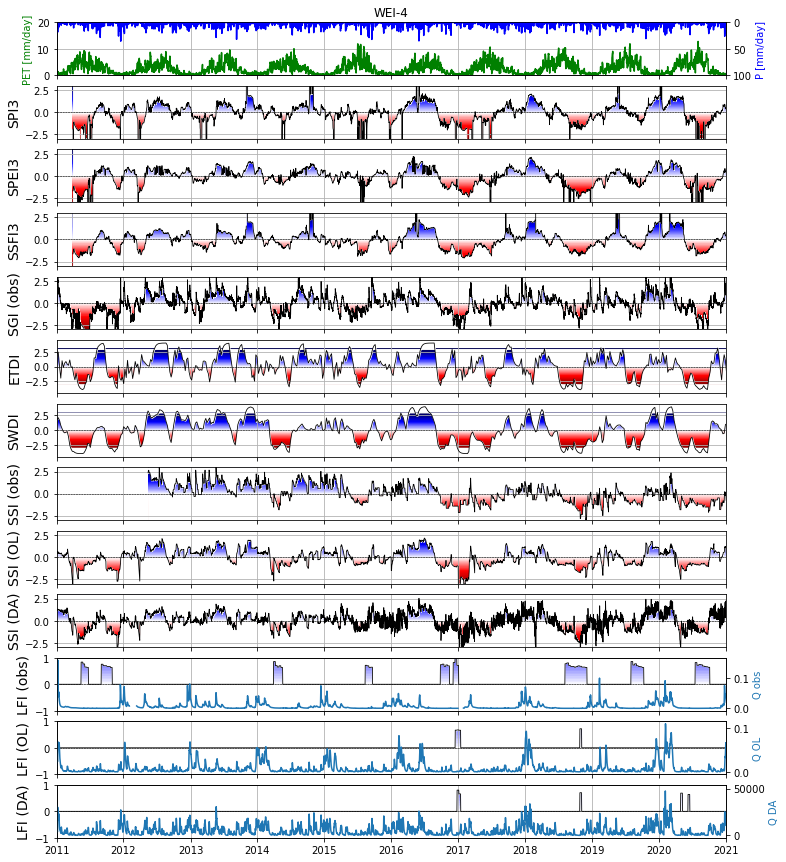 WEI-4
PET [mm/day] 20 10 0 0 50 100 P [mm/day]
SPI3 2.5 0.0 −2.5
SPEI3 2.5 0.0 −2.5
SSFI3 2.5 0.0 −2.5
SGI (obs) 2.5 0.0 −2.5
ETDI 2.5 0.0 −2.5
SWDI 2.5 0.0 −2.5
SSI (obs) 2.5 0.0 −2.5
SSI (OL) 2.5 0.0 −2.5
SSI (DA) 2.5 0.0 −2.5
LFI (obs) 1 0 −1 0.1 0.0 Q obs
LFI (OL) 1 0 −1 0.1 0.0 Q OL
LFI (DA) 1 0 −1 50000 0 Q DA
2011 2012 2013 2014 2015 2016 2017 2018 2019 2020 2021